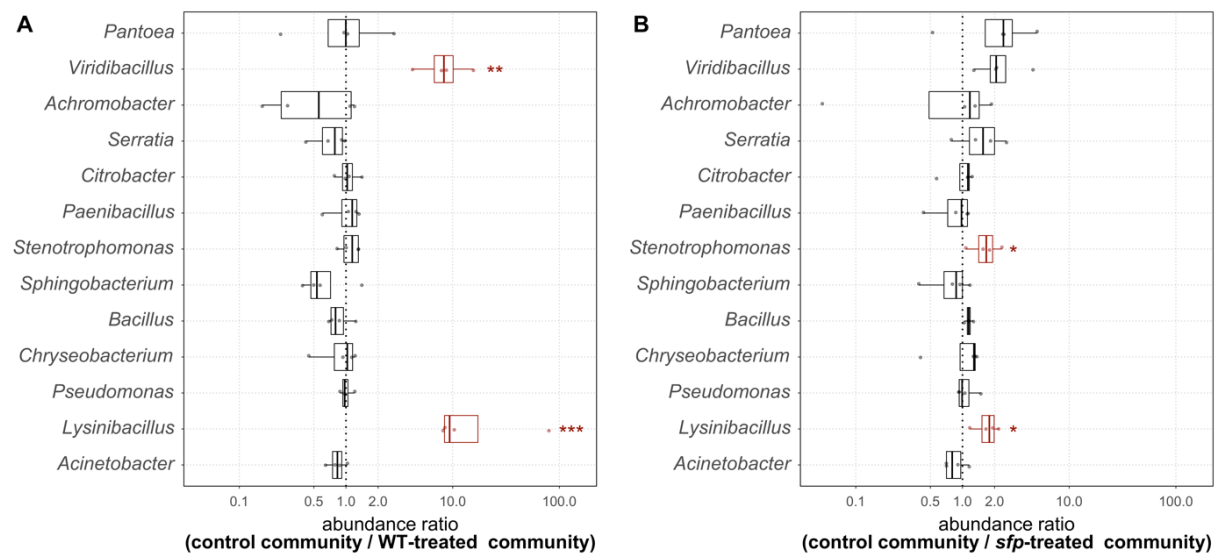 A
Pantoea
Viridibacillus
**
Achromobacter
Serratia
Citrobacter
Paenibacillus
Stenotrophomonas
Sphingobacterium
Bacillus
Chryseobacterium
Pseudomonas
Lysinibacillus
***
Acinetobacter
0.1 0.5 1.0 2.0 10.0 100.0
abundance ratio
(control community / WT-treated community)
B
Pantoea
Viridibacillus
Achromobacter
Serratia
Citrobacter
Paenibacillus
Stenotrophomonas
*
Sphingobacterium
Bacillus
Chryseobacterium
Pseudomonas
Lysinibacillus
*
Acinetobacter
0.1 0.5 1.0 2.0 10.0 100.0
abundance ratio
(control community / sfp-treated community)